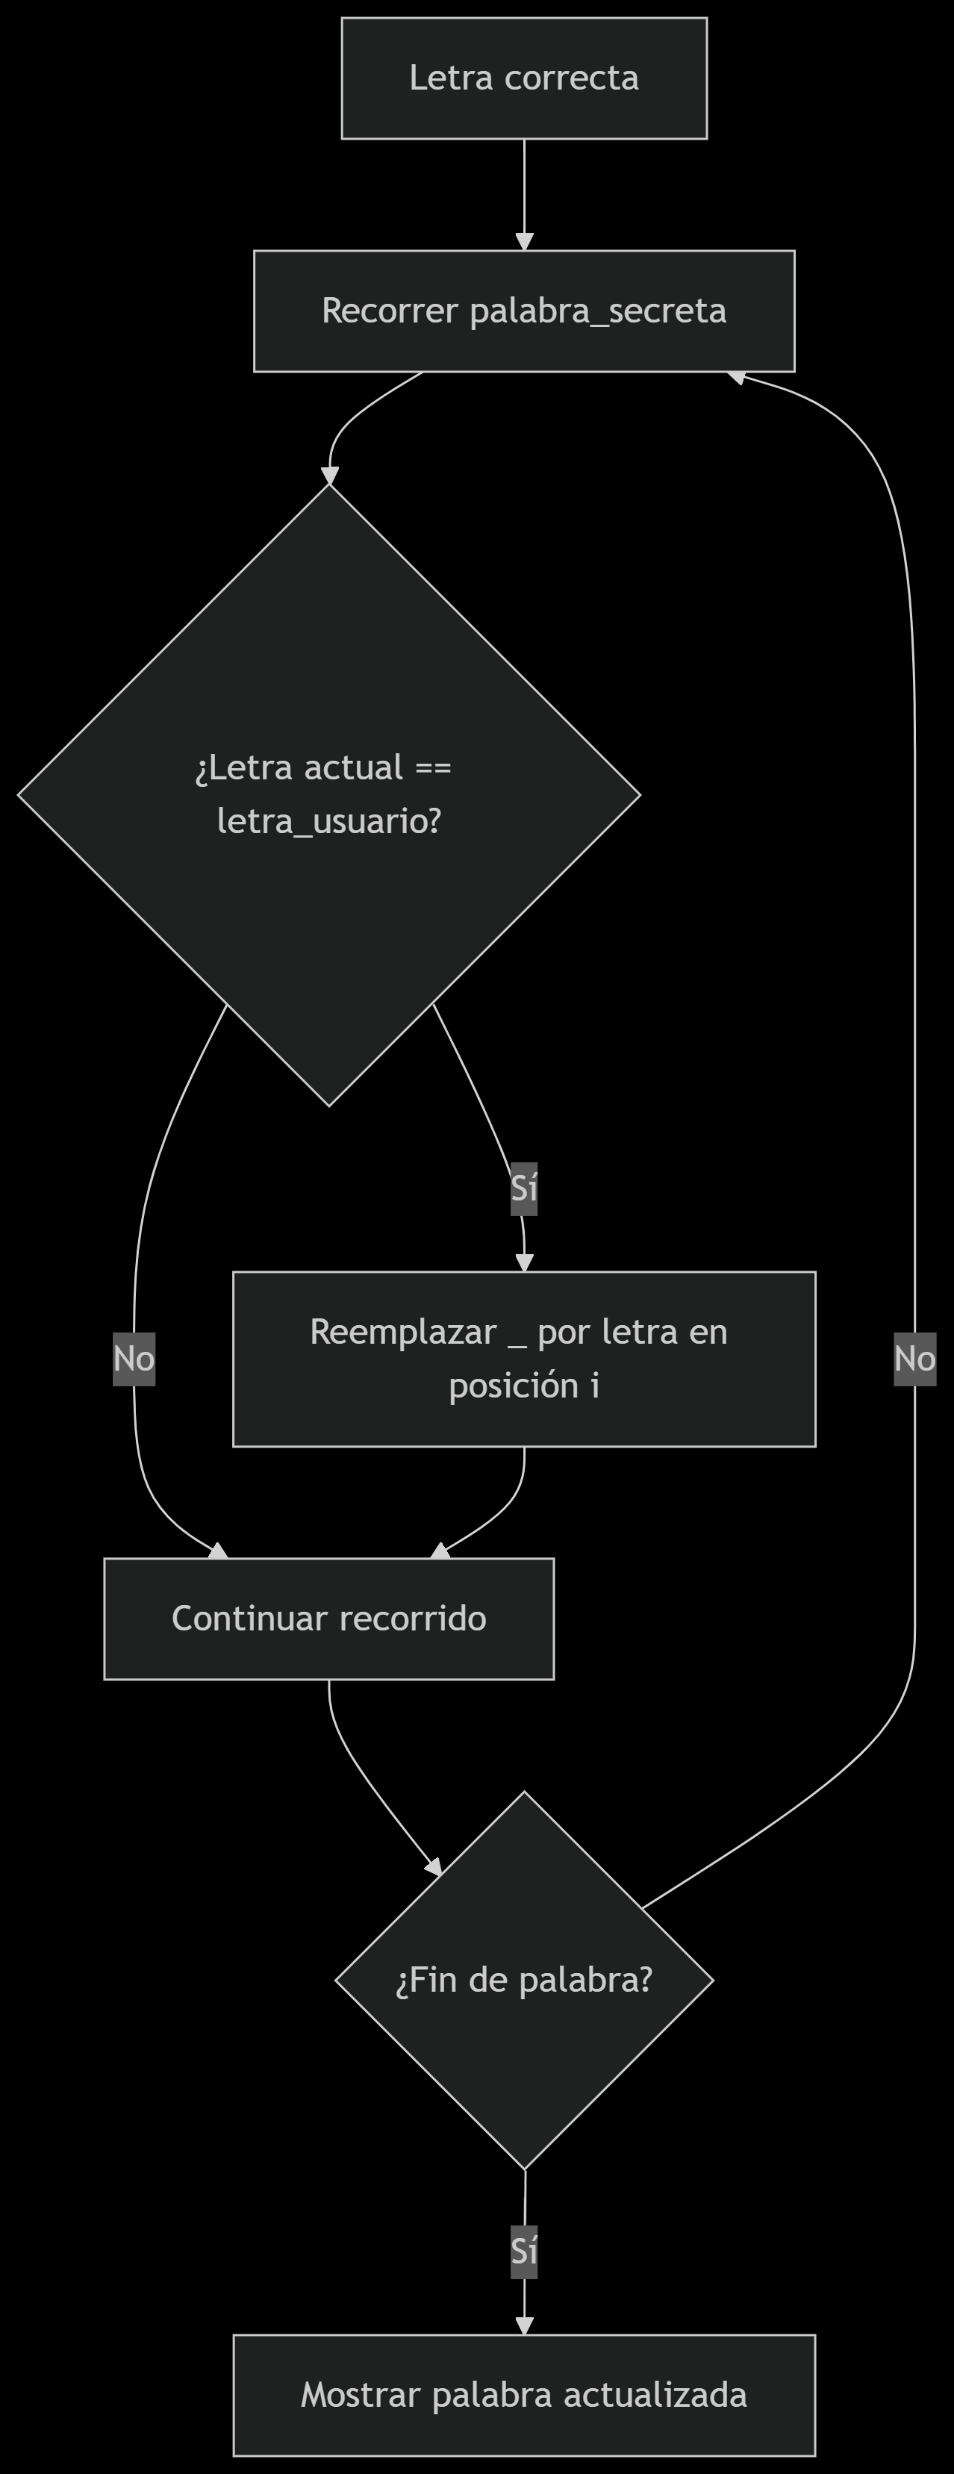 Letra correcta
Recorrer palabra_secreta
¿Letra actual ==
letra_usuario?
Sí
Reemplazar _ por letra en
posición i
No
No
Continuar recorrido
¿Fin de palabra?
Sí
Mostrar palabra actualizada